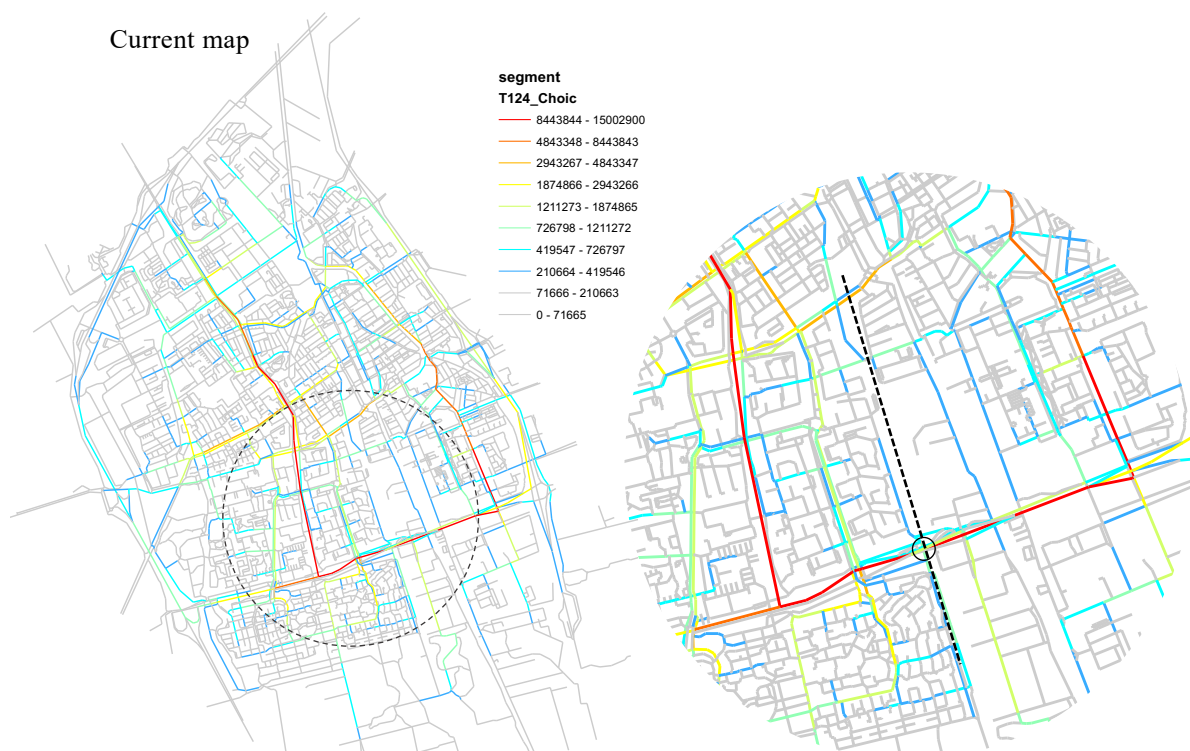 Current map
segment
T124_Choic
8443844 - 15002900
4843348 - 8443843
2943267 - 4843347
1874866 - 2943266
1211273 - 1874865
726798 - 1211272
419547 - 726797
210664 - 419546
71666 - 210663
0 - 71665